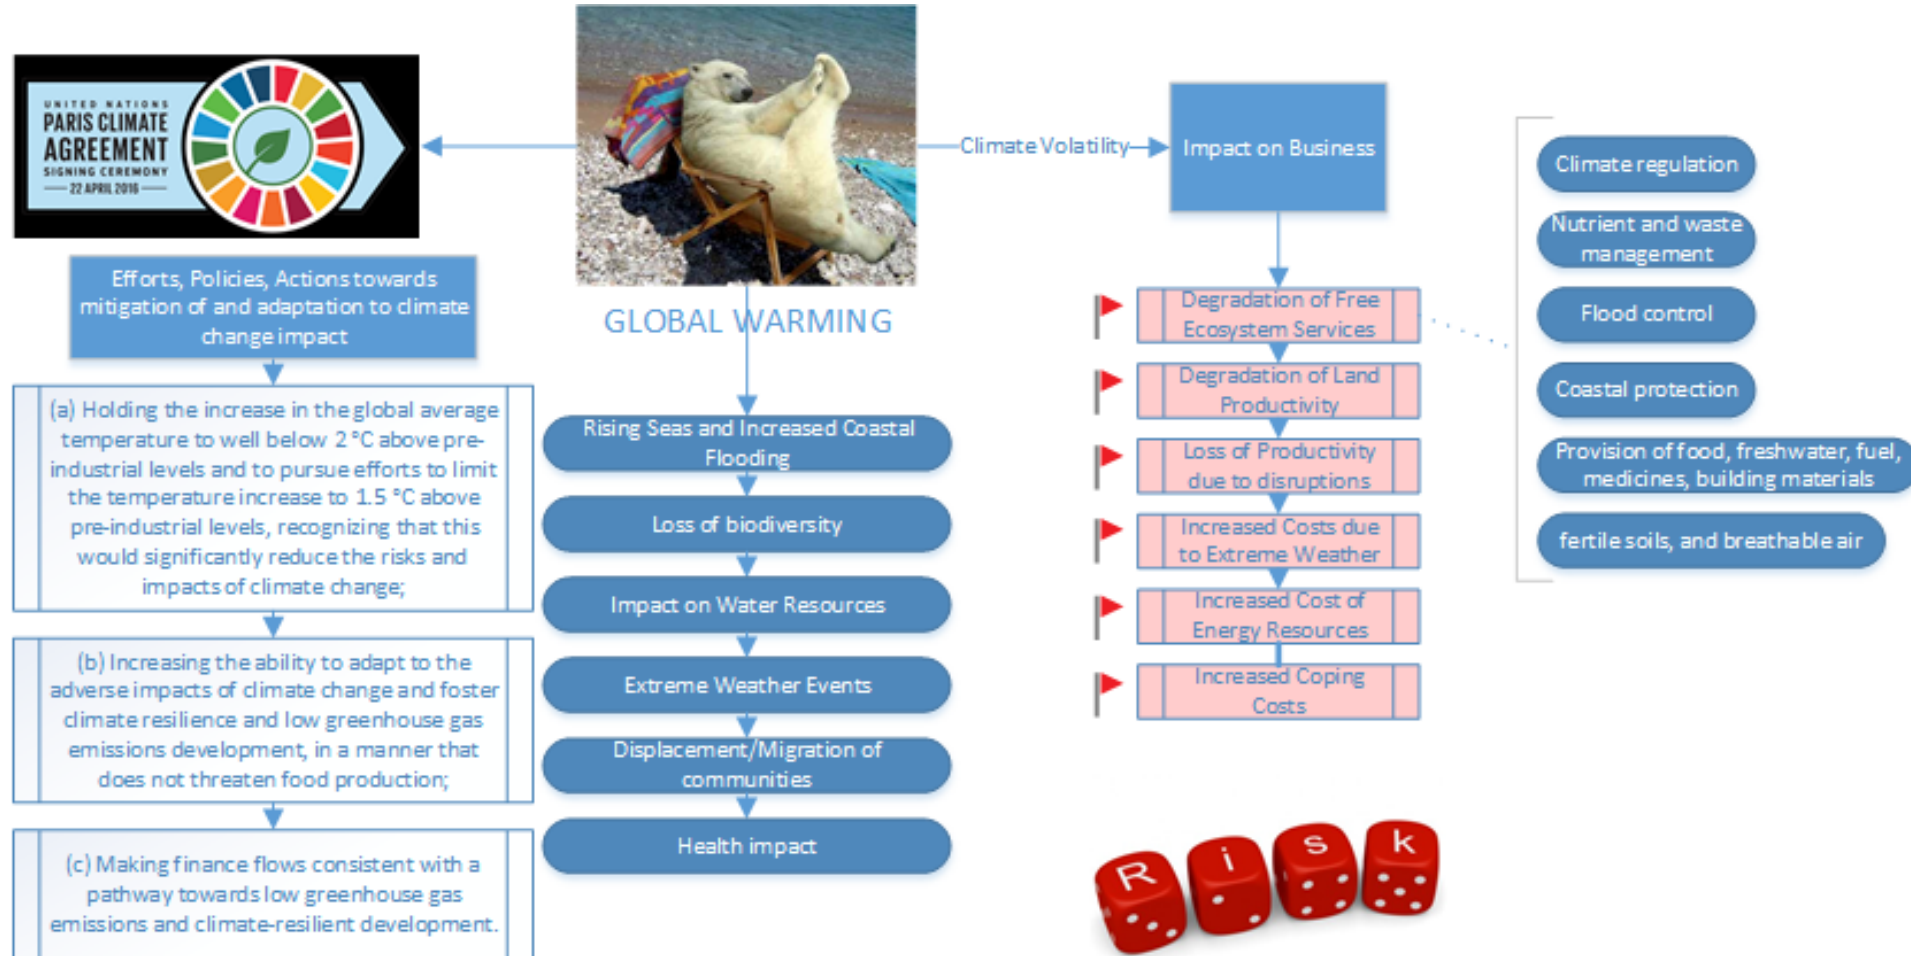 UNITED NATIONS
PARIS CLIMATE
AGREEMENT
SIGNING CEREMONY
22 APRIL 2016
Efforts, Policies, Actions towards
mitigation of and adaptation to climate
change impact
(a) Holding the increase in the global average
temperature to well below 2 °C above pre-
industrial levels and to pursue efforts to limit
the temperature increase to 1.5 °C above
pre-industrial levels, recognizing that this
would significantly reduce the risks and
impacts of climate change;
(b) Increasing the ability to adapt to the
adverse impacts of climate change and foster
climate resilience and low greenhouse gas
emissions development, in a manner that
does not threaten food production;
(c) Making finance flows consistent with a
pathway towards low greenhouse gas
emissions and climate-resilient development.
GLOBAL WARMING
Rising Seas and Increased Coastal
Flooding
Loss of biodiversity
Impact on Water Resources
Extreme Weather Events
Displacement/Migration of
communities
Health impact
Climate Volatility
Impact on Business
Degradation of Free
Ecosystem Services
Degradation of Land
Productivity
Loss of Productivity
due to disruptions
Increased Costs due
to Extreme Weather
Increased Cost of
Energy Resources
Increased Coping
Costs
Climate regulation
Nutrient and waste
management
Flood control
Coastal protection
Provision of food, freshwater, fuel,
medicines, building materials
fertile soils, and breathable air
Risk